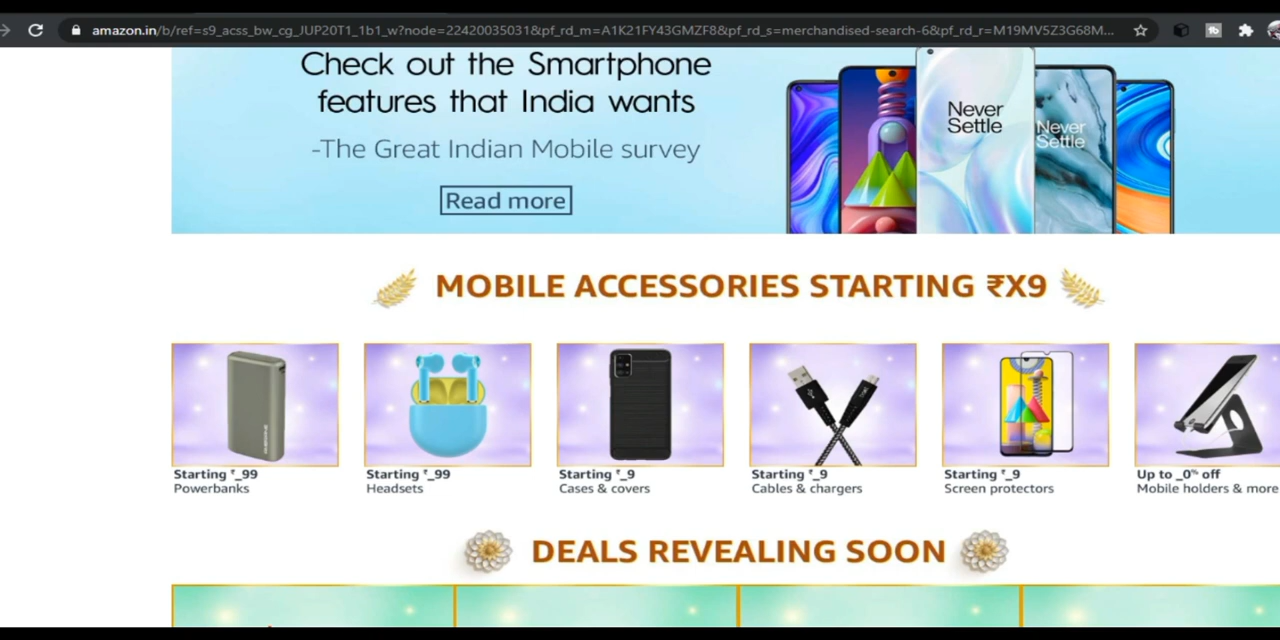 amazon.in/b/ref=s9_acss_bw_cg_JUP20T1_1b1_w?node=22420035031&pf_rd_m=A1K21FY43GMZF8&pf_rd_s=merchandised-search-6&pf_rd_r=M19MV5Z3G68M...
Check out the Smartphone
features that India wants
-The Great Indian Mobile survey
Read more
Never
Settle
Never
Settle
MOBILE ACCESSORIES STARTING ₹X9
Starting ₹_99
Powerbanks
Starting ₹_99
Headsets
Starting ₹_9
Cases & covers
Starting ₹_9
Cables & chargers
Starting ₹_9
Screen protectors
Up to _0% off
Mobile holders & more
DEALS REVEALING SOON